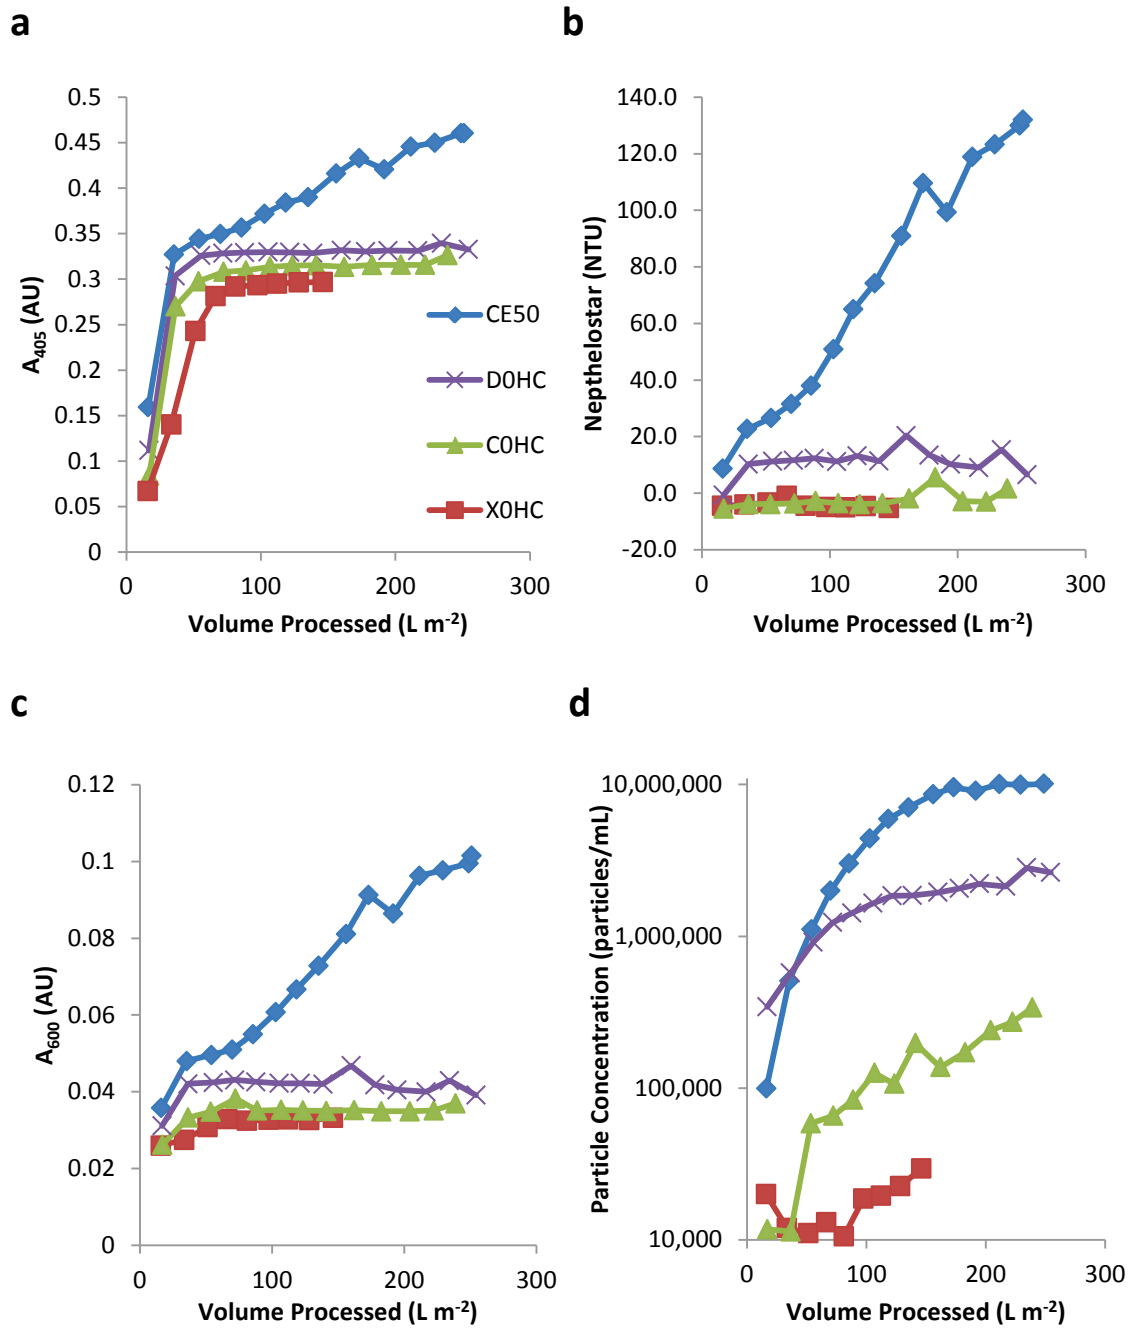 a
0.5
0.45
0.4
0.35
0.3
0.25
0.2
0.15
0.1
0.05
0
A405 (AU)
CE50
D0HC
C0HC
X0HC
0 100 200 300
Volume Processed (L m-2)
b
140.0
120.0
100.0
80.0
60.0
40.0
20.0
0.0
-20.0
Nepthelostar (NTU)
0 100 200 300
Volume Processed (L m-2)
c
0.12
0.1
0.08
0.06
0.04
0.02
0
A600 (AU)
0 100 200 300
Volume Processed (L m-2)
d
10,000,000
1,000,000
100,000
10,000
Particle Concentration (particles/mL)
0 100 200 300
Volume Processed (L m-2)